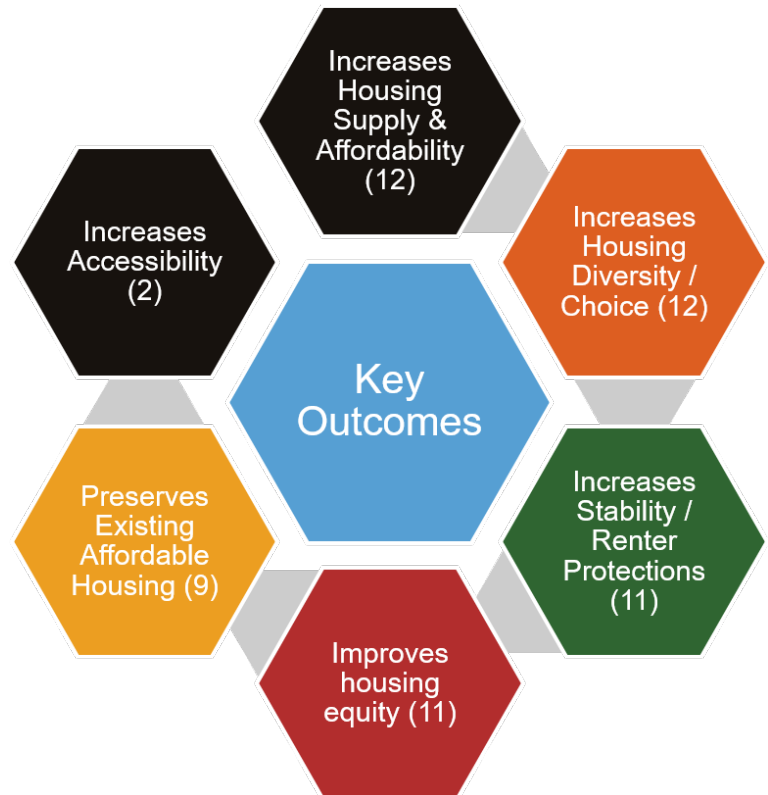 Increases
Housing
Supply &
Affordability
(12)
Increases
Housing
Diversity /
Choice (12)
Increases
Stability /
Renter
Protections
(11)
Improves
housing
equity (11)
Preserves
Existing
Affordable
Housing (9)
Increases
Accessibility
(2)
Key
Outcomes